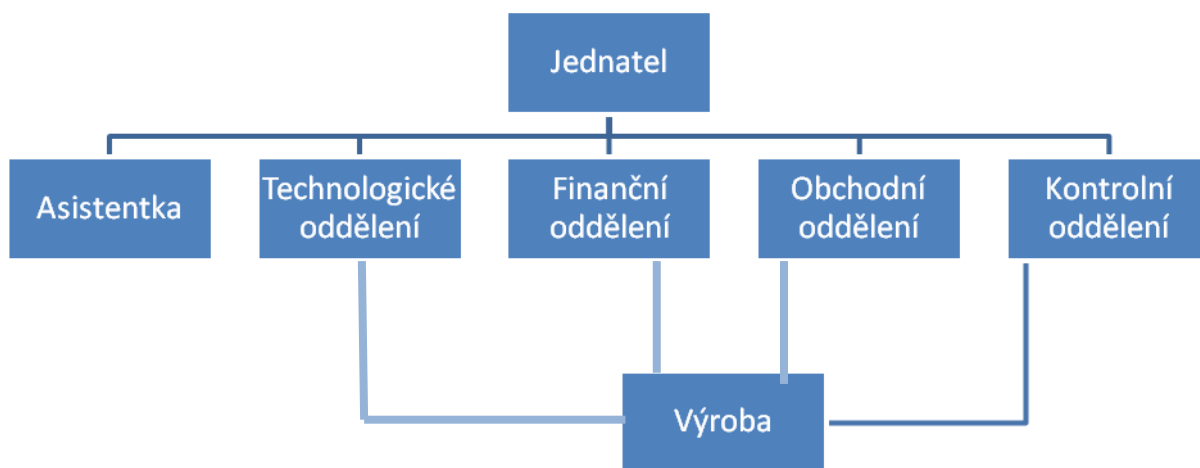 Jednatel
Asistentka
Technologické
oddělení
Finanční
oddělení
Obchodní
oddělení
Kontrolní
oddělení
Výroba